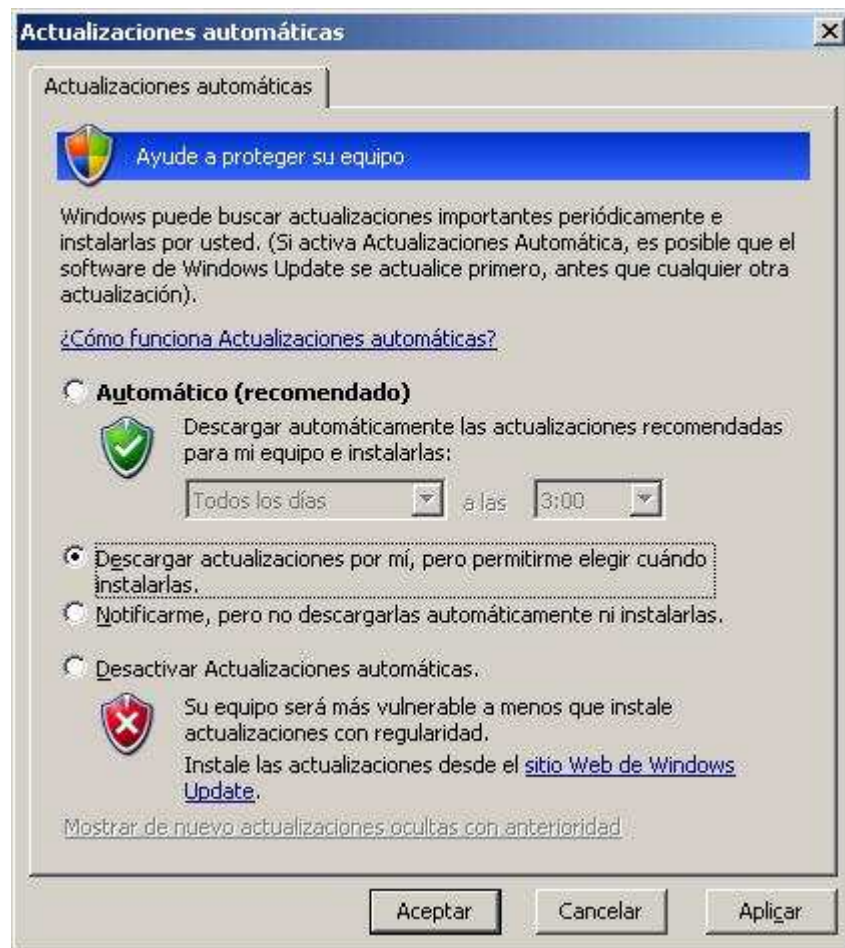 Actualizaciones automáticas
Actualizaciones automáticas
Ayude a proteger su equipo
Windows puede buscar actualizaciones importantes periódicamente e
instalarlas por usted. (Si activa Actualizaciones Automática, es posible que el
software de Windows Update se actualice primero, antes que cualquier otra
actualización).
¿Cómo funciona Actualizaciones automáticas?
Automático (recomendado)
Descargar automáticamente las actualizaciones recomendadas
para mi equipo e instalarlas:
Todos los días a las 3:00
Descargar actualizaciones por mí, pero permitirme elegir cuándo
instalarlas.
Notificarme, pero no descargarlas automáticamente ni instalarlas.
Desactivar Actualizaciones automáticas.
Su equipo será más vulnerable a menos que instale
actualizaciones con regularidad.
Instale las actualizaciones desde el sitio Web de Windows
Update.
Mostrar de nuevo actualizaciones ocultas con anterioridad
Aceptar Cancelar Aplicar